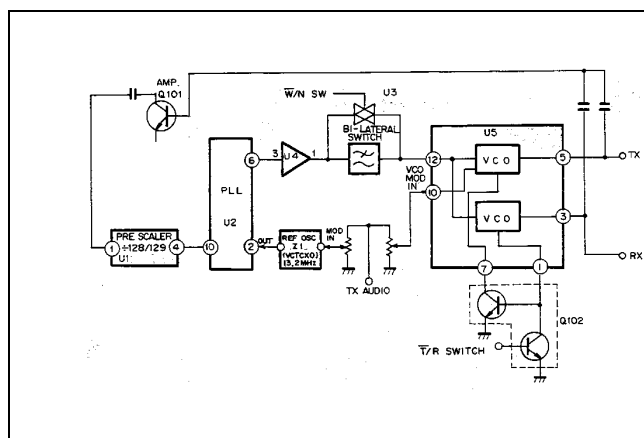 AMP.
Q101
W/N SW
U3
BI-LATERAL
SWITCH
U5
3
U4
1
12
VCO
5
TX
6
VCO
MOD
IN
10
PLL
U2
VCO
3
PRE SCALER
÷128/129
U1
1
4
10
2
OUT
REF OSC
Z1
(VCTCXO)
13.2MHz
MOD
IN
TX AUDIO
7
1
RX
Q102
T/R SWITCH